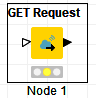 GET Request
Node 1